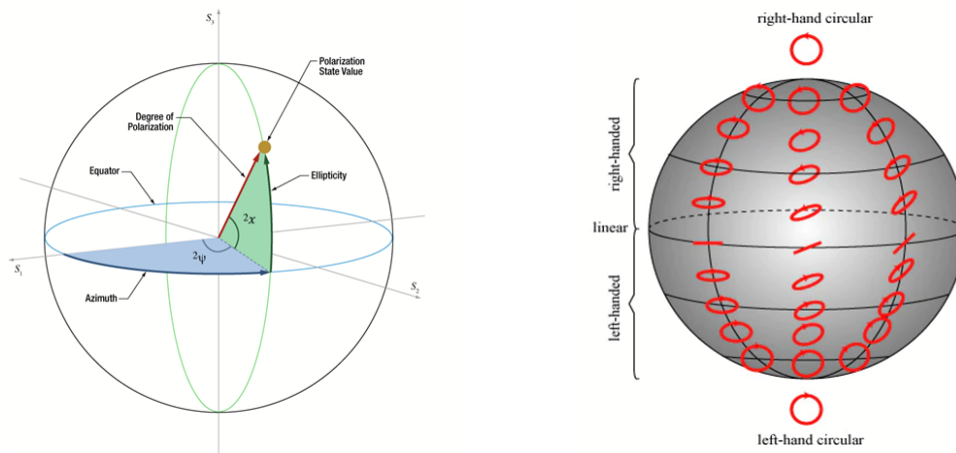 S₃
Polarization
State Value
Degree of
Polarization
Equator
Ellipticity
2χ
2ψ
S₁
S₂
Azimuth
right-hand circular
right-handed
linear
left-handed
left-hand circular